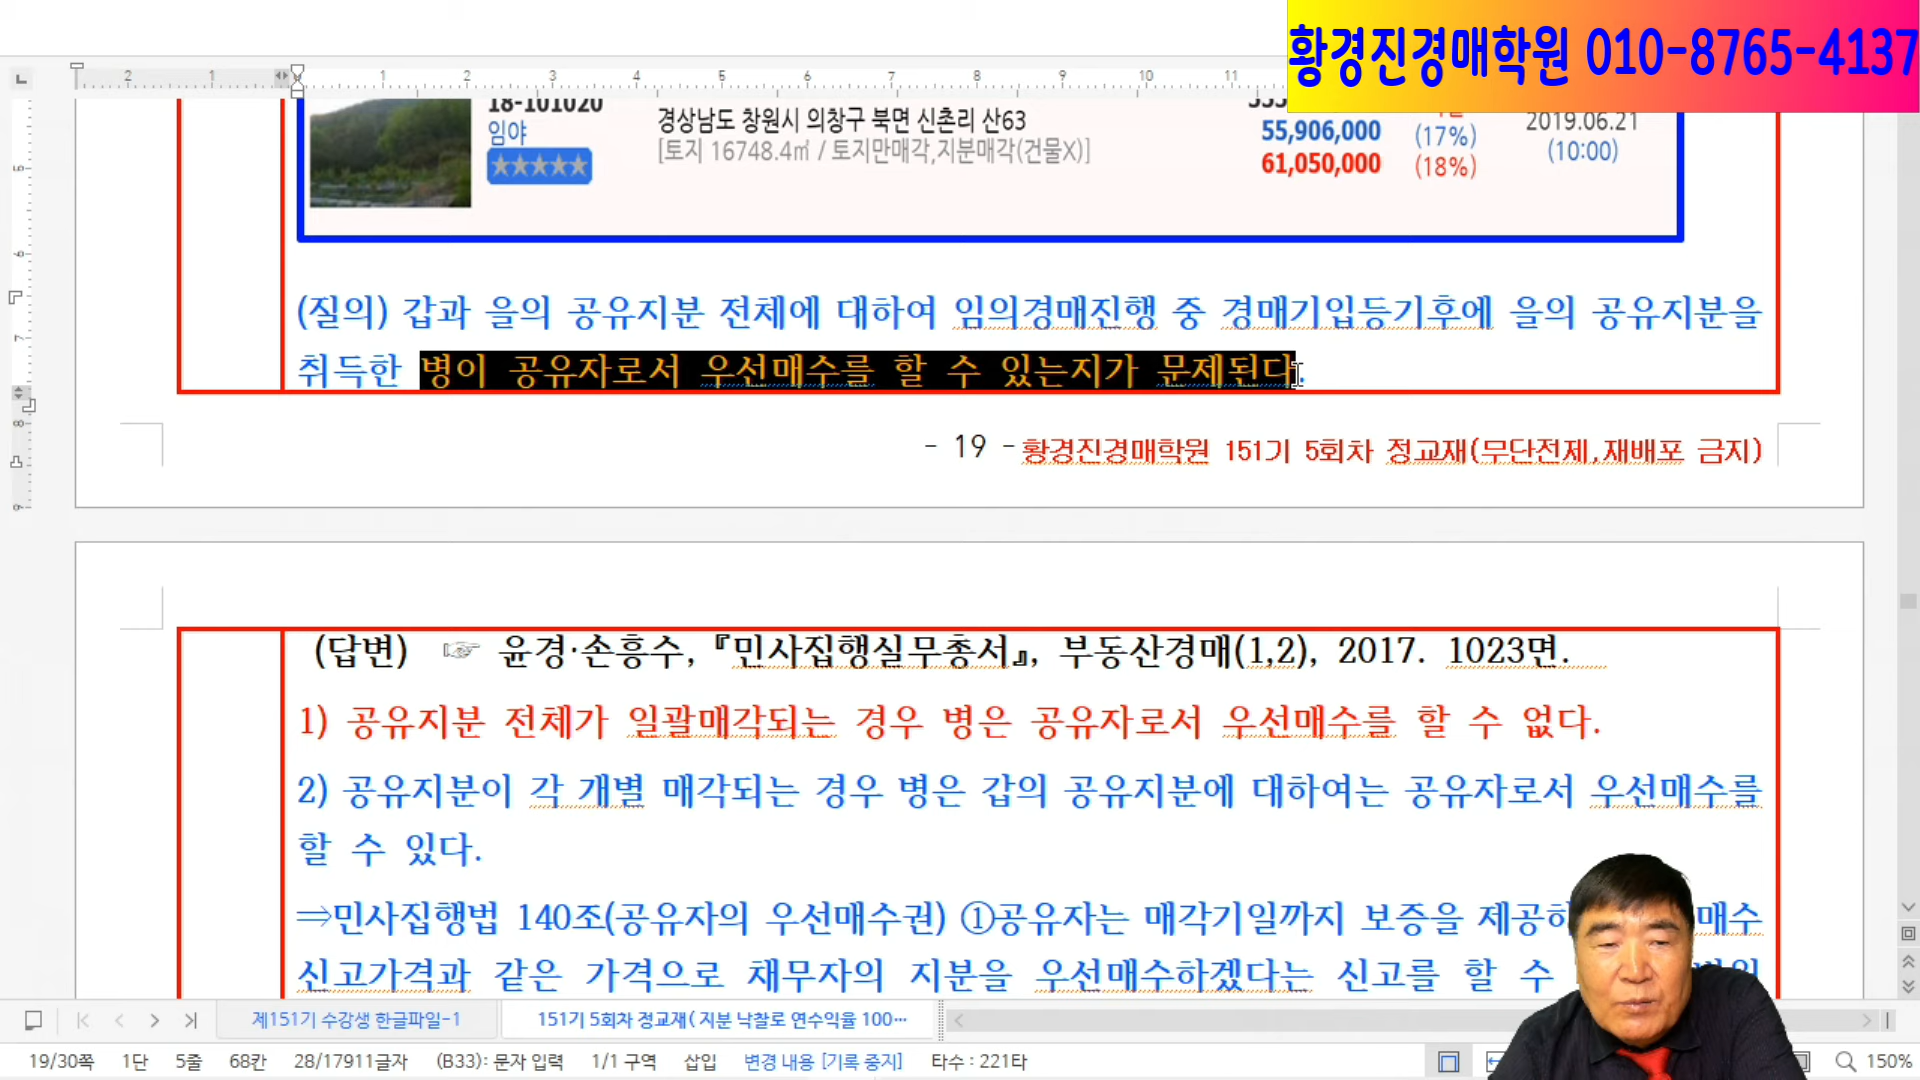 황경진경매학원 010-8765-4137
2 1 1 2 3 4 5 6 7 8 9 10 11
18-101020
임야
★★★★★
경상남도 창원시 의창구 북면 신촌리 산63
[토지 16748.4㎡ / 토지만매각,지분매각(건물X)]
55,906,000 (17%)
61,050,000 (18%)
2019.06.21
(10:00)
(질의) 갑과 을의 공유지분 전체에 대하여 임의경매진행 중 경매기입등기후에 을의 공유지분을
취득한 병이 공유자로서 우선매수를 할 수 있는지가 문제된다.
- 19 -황경진경매학원 151기 5회차 정교재(무단전제,재배포 금지)
(답변) ☞ 윤경·손흥수,『민사집행실무총서』, 부동산경매(1,2), 2017. 1023면.
1) 공유지분 전체가 일괄매각되는 경우 병은 공유자로서 우선매수를 할 수 없다.
2) 공유지분이 각 개별 매각되는 경우 병은 갑의 공유지분에 대하여는 공유자로서 우선매수를
할 수 있다.
⇒민사집행법 140조(공유자의 우선매수권) ①공유자는 매각기일까지 보증을 제공하 매수
신고가격과 같은 가격으로 채무자의 지분을 우선매수하겠다는 신고를 할 수
제151기 수강생 한글파일-1
151기 5회차 정교재( 지분 낙찰로 연수익율 100…
19/30쪽 1단 5줄 68칸 28/17911글자 (B33): 문자 입력 1/1 구역 삽입 변경 내용 [기록 중지] 타수 : 221타
150%